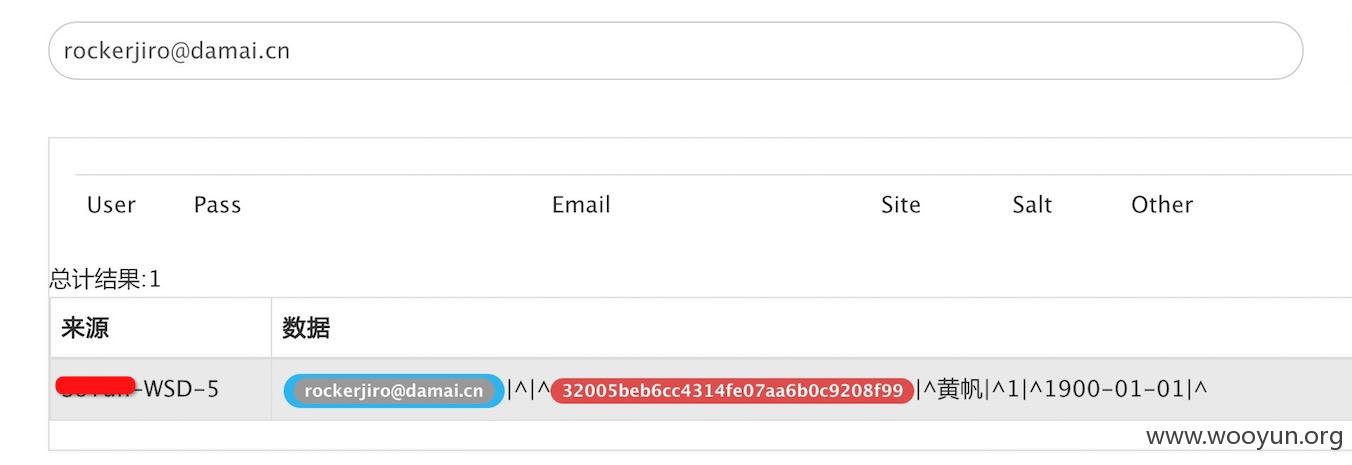 rockerjiro@damai.cn
User Pass Email Site Salt Other
总计结果:1
来源 数据
-WSD-5 rockerjiro@damai.cn|^|^32005beb6cc4314fe07aa6b0c9208f99|^黄帆|^1|^1900-01-01|^
www.wooyun.org